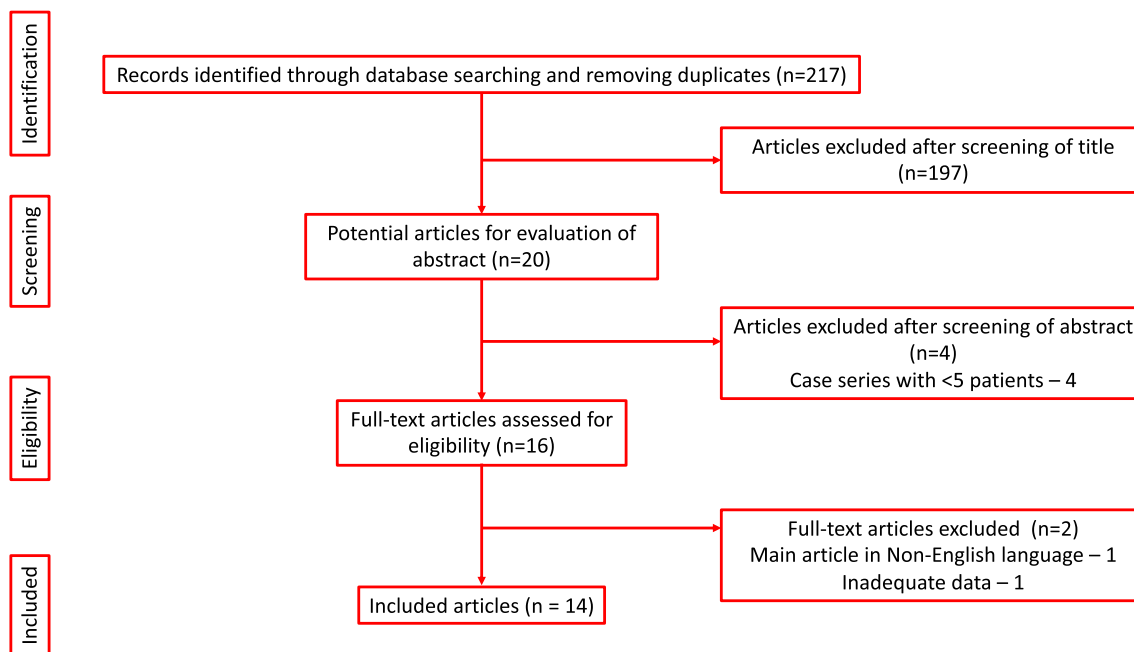 Identification
Records identified through database searching and removing duplicates (n=217)
Articles excluded after screening of title
(n=197)
Screening
Potential articles for evaluation of
abstract (n=20)
Articles excluded after screening of abstract
(n=4)
Case series with <5 patients – 4
Eligibility
Full-text articles assessed for
eligibility (n=16)
Full-text articles excluded (n=2)
Main article in Non-English language – 1
Inadequate data – 1
Included
Included articles (n = 14)